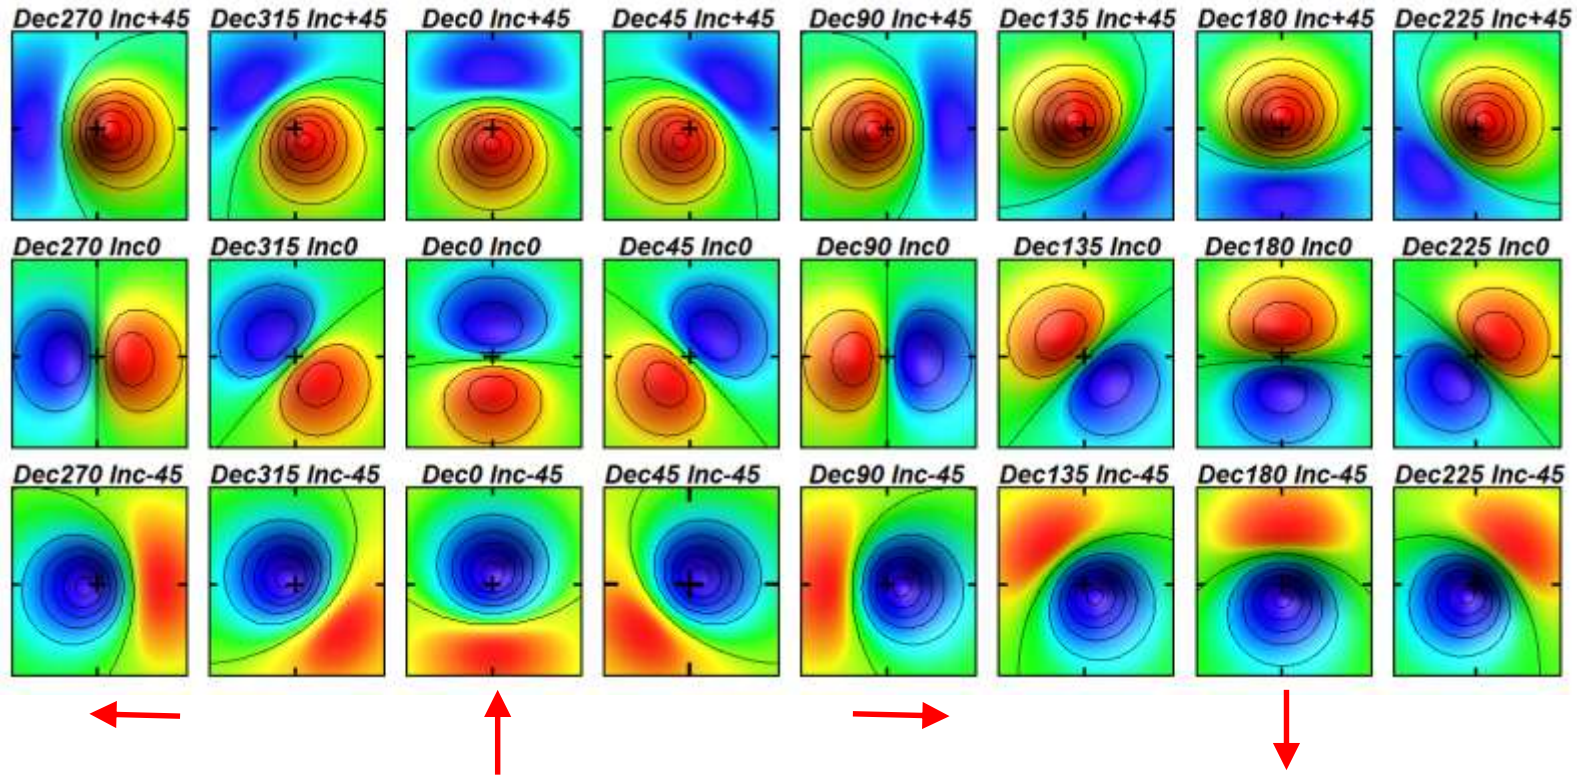 Dec270 Inc+45 Dec315 Inc+45 Dec0 Inc+45 Dec45 Inc+45 Dec90 Inc+45 Dec135 Inc+45 Dec180 Inc+45 Dec225 Inc+45
Dec270 Inc0 Dec315 Inc0 Dec0 Inc0 Dec45 Inc0 Dec90 Inc0 Dec135 Inc0 Dec180 Inc0 Dec225 Inc0
Dec270 Inc-45 Dec315 Inc-45 Dec0 Inc-45 Dec45 Inc-45 Dec90 Inc-45 Dec135 Inc-45 Dec180 Inc-45 Dec225 Inc-45